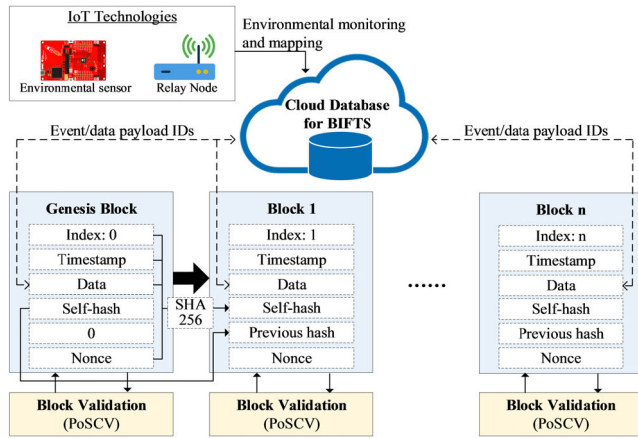 IoT Technologies
Environmental sensor
Relay Node
Environmental monitoring
and mapping
Cloud Database
for BIFTS
Event/data payload IDs
Event/data payload IDs
Genesis Block
Index: 0
Timestamp
Data
Self-hash
0
Nonce
SHA
256
Block 1
Index: 1
Timestamp
Data
Self-hash
Previous hash
Nonce
......
Block n
Index: n
Timestamp
Data
Self-hash
Previous hash
Nonce
Block Validation
(PoSCV)
Block Validation
(PoSCV)
Block Validation
(PoSCV)